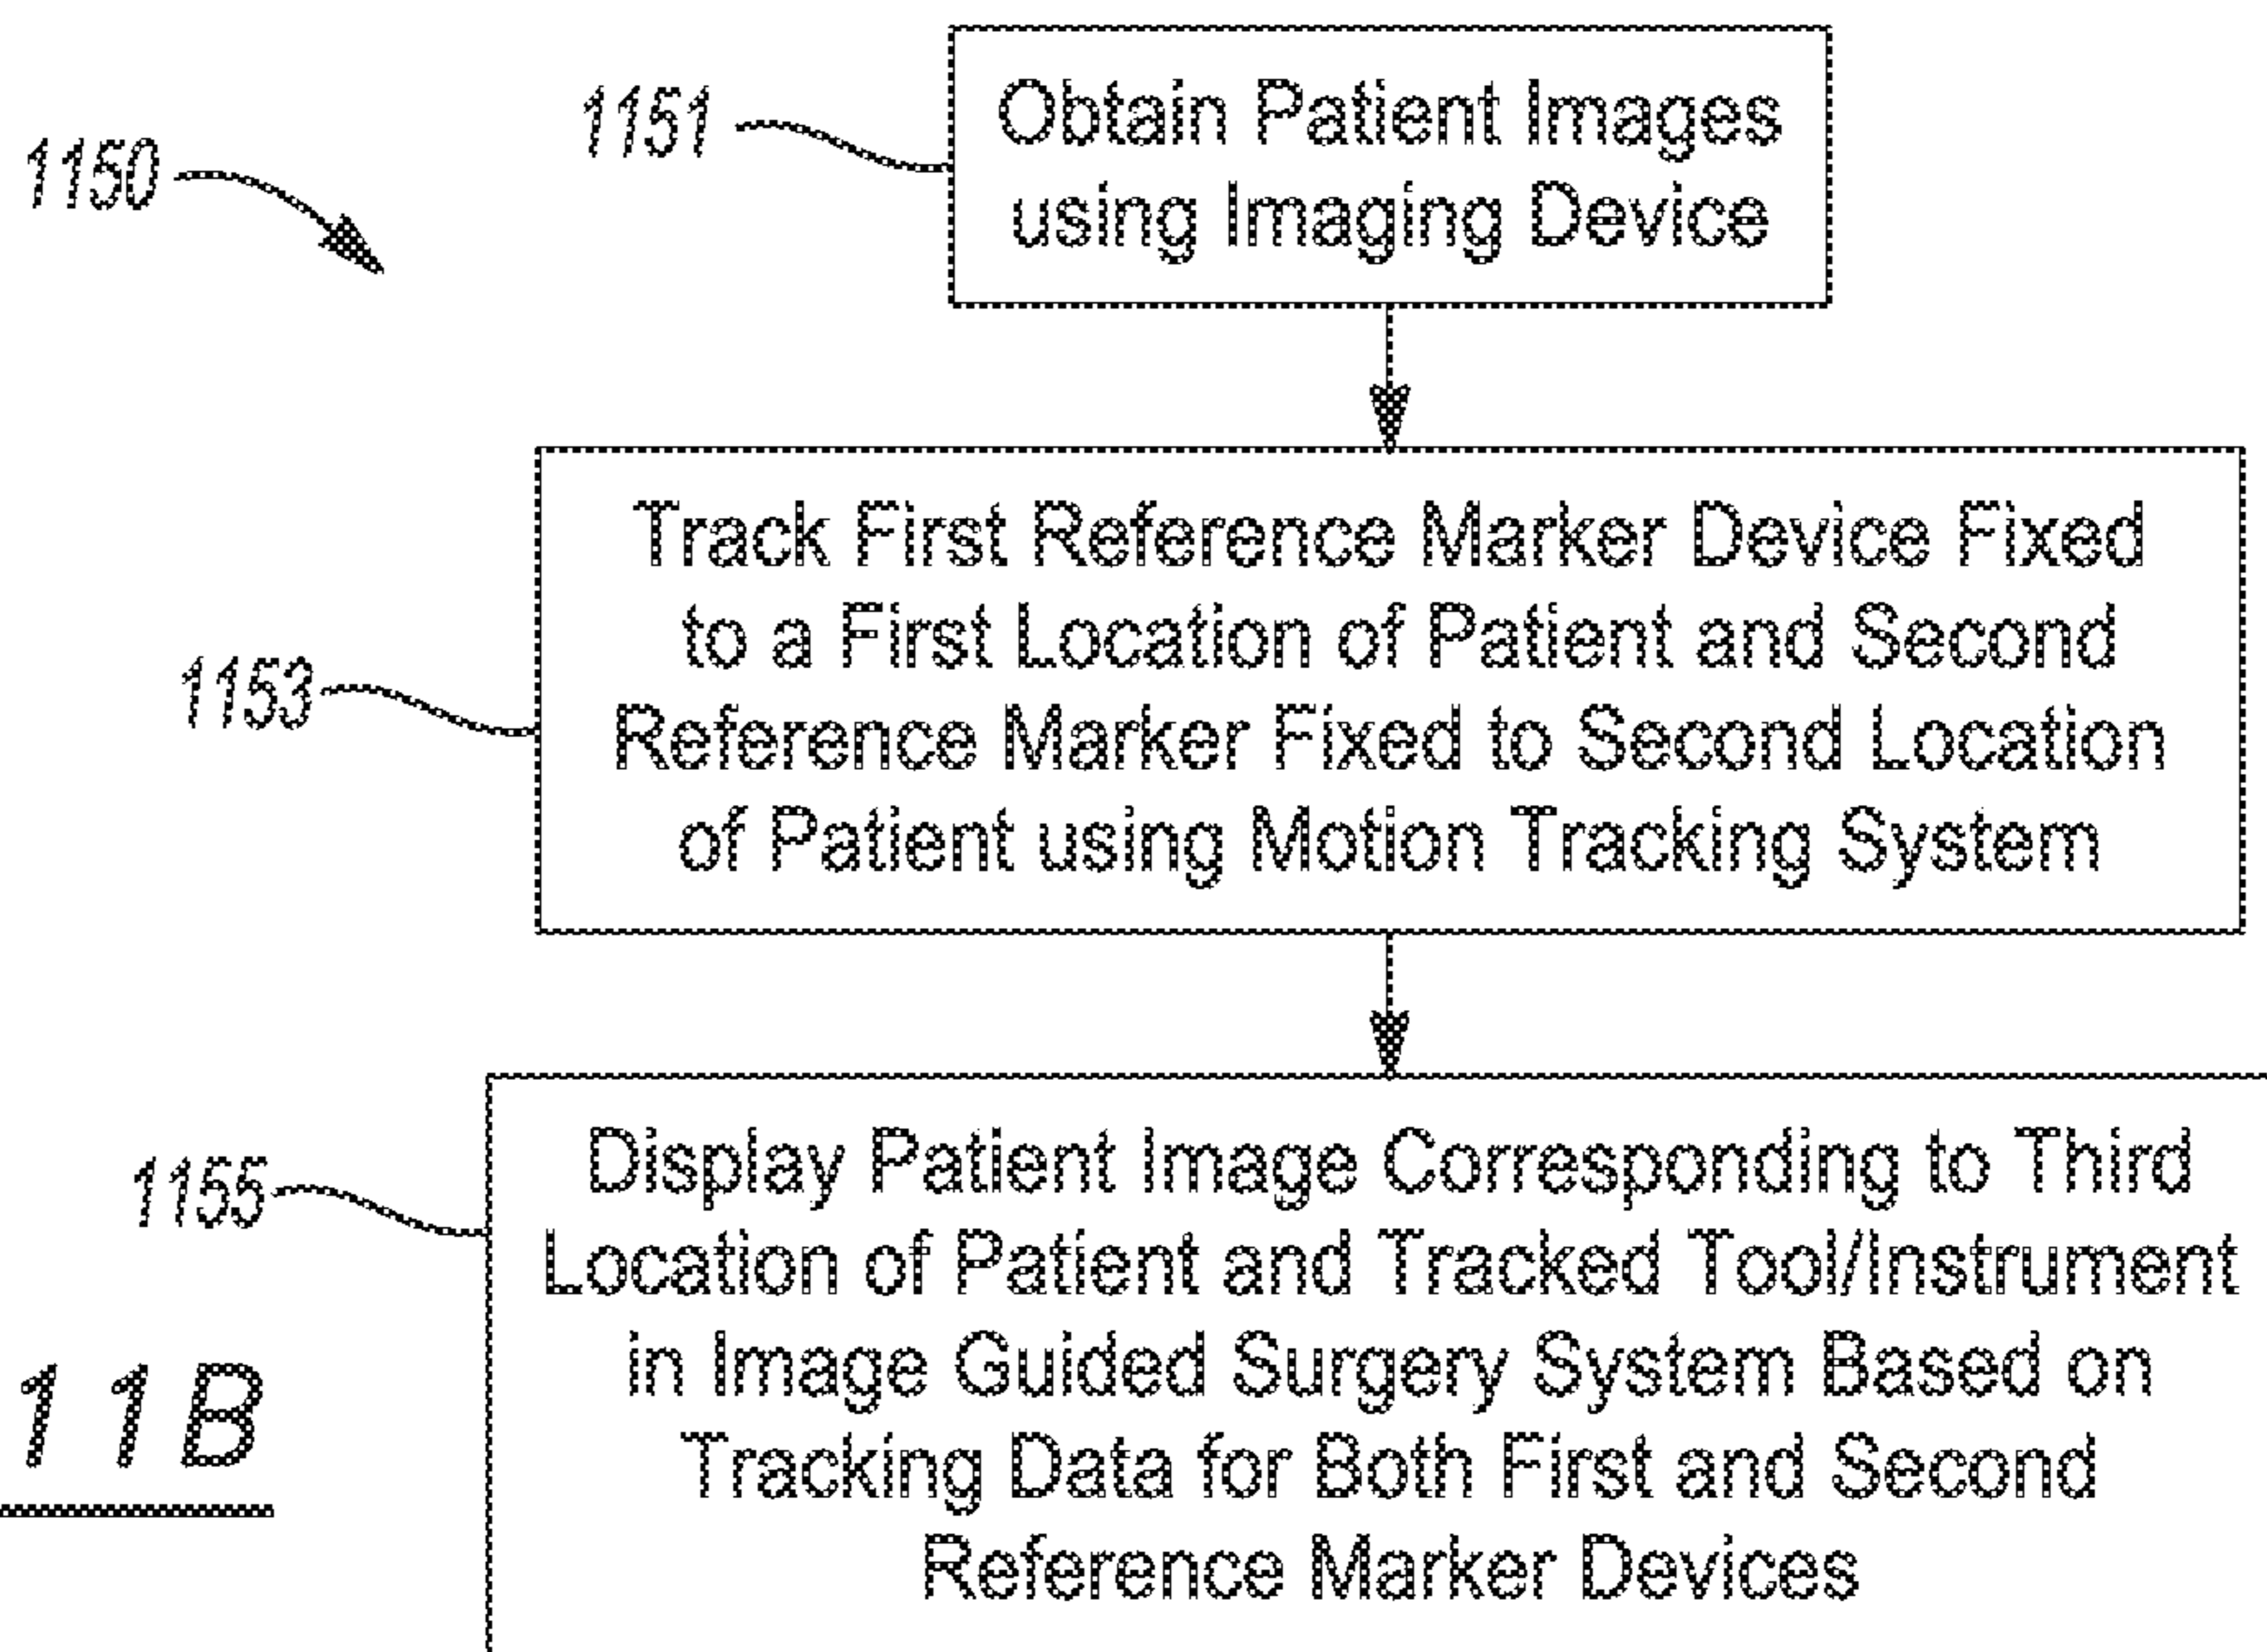 1150
1151
Obtain Patient Images
using Imaging Device
1153
Track First Reference Marker Device Fixed
to a First Location of Patient and Second
Reference Marker Fixed to Second Location
of Patient using Motion Tracking System
1155
Display Patient Image Corresponding to Third
Location of Patient and Tracked Tool/Instrument
in Image Guided Surgery System Based on
Tracking Data for Both First and Second
Reference Marker Devices
11B